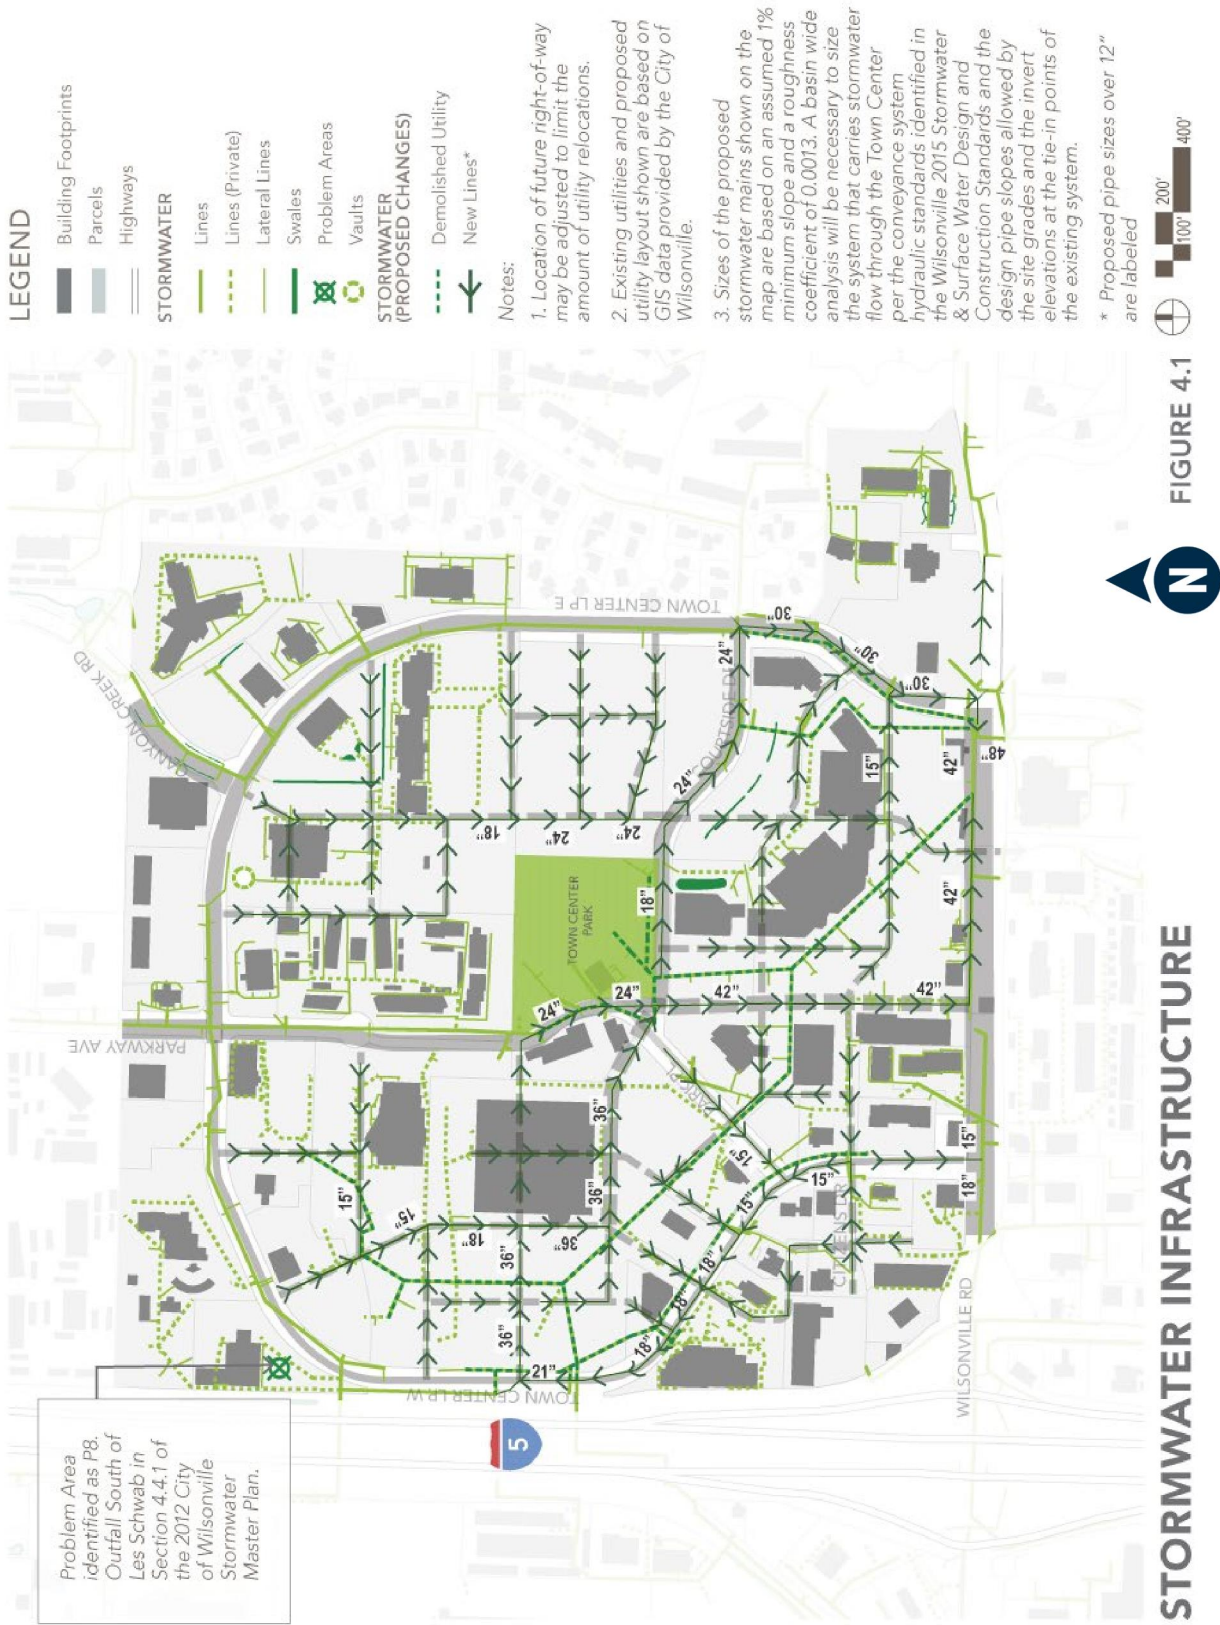 LEGEND
Building Footprints
Parcels
Highways
STORMWATER
Lines
Lines (Private)
Lateral Lines
Swales
Problem Areas
Vaults
STORMWATER
(PROPOSED CHANGES)
Demolished Utility
New Lines*
Notes:
1. Location of future right-of-way
may be adjusted to limit the
amount of utility relocations.
2. Existing utilities and proposed
utility layout shown are based on
GIS data provided by the City of
Wilsonville.
3. Sizes of the proposed
stormwater mains shown on the
map are based on an assumed 1%
minimum slope and a roughness
coefficient of 0.0013. A basin wide
analysis will be necessary to size
the system that carries stormwater
flow through the Town Center
per the conveyance system
hydraulic standards identified in
the Wilsonville 2015 Stormwater
& Surface Water Design and
Construction Standards and the
design pipe slopes allowed by
the site grades and the invert
elevations at the tie-in points of
the existing system.
* Proposed pipe sizes over 12”
are labeled
100'
200'
400'
Problem Area
identified as P8.
Outfall South of
Les Schwab in
Section 4.4.1 of
the 2012 City
of Wilsonville
Stormwater
Master Plan.
5
CANYON CREEK RD
PARKWAY AVE
TOWN CENTER LP E
TOWN CENTER LP W
TOWN CENTER
PARK
PARK PL
WILSONVILLE RD
15”
15”
18”
36”
36”
36”
21”
36”
36”
24”
24”
18”
18”
24”
24”
24”
24”
30”
30”
30”
15”
42”
48”
42”
42”
42”
15”
15”
15”
18”
18”
18”
15”
18”
STORMWATER INFRASTRUCTURE
N
FIGURE 4.1